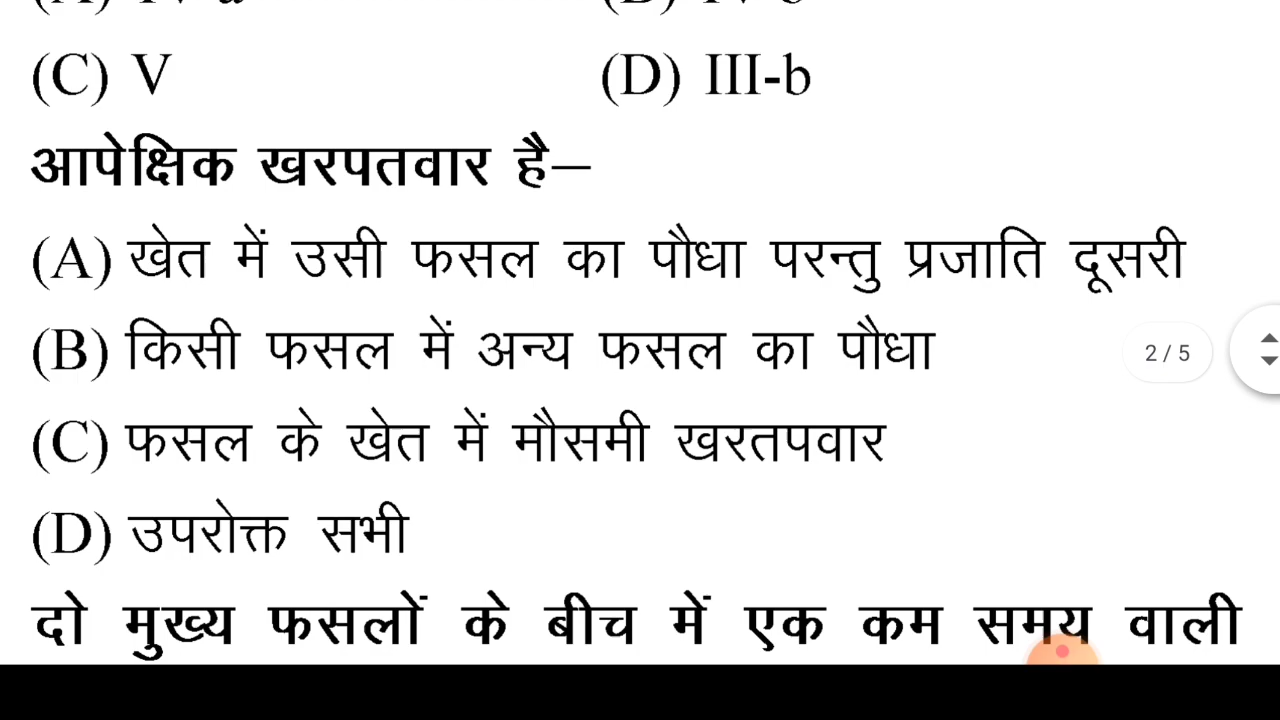 (C) V (D) III-b
आपेक्षिक खरपतवार है–
(A) खेत में उसी फसल का पौधा परन्तु प्रजाति दूसरी
(B) किसी फसल में अन्य फसल का पौधा
2 / 5
(C) फसल के खेत में मौसमी खरतपवार
(D) उपरोक्त सभी
दो मुख्य फसलों के बीच में एक कम समय वाली